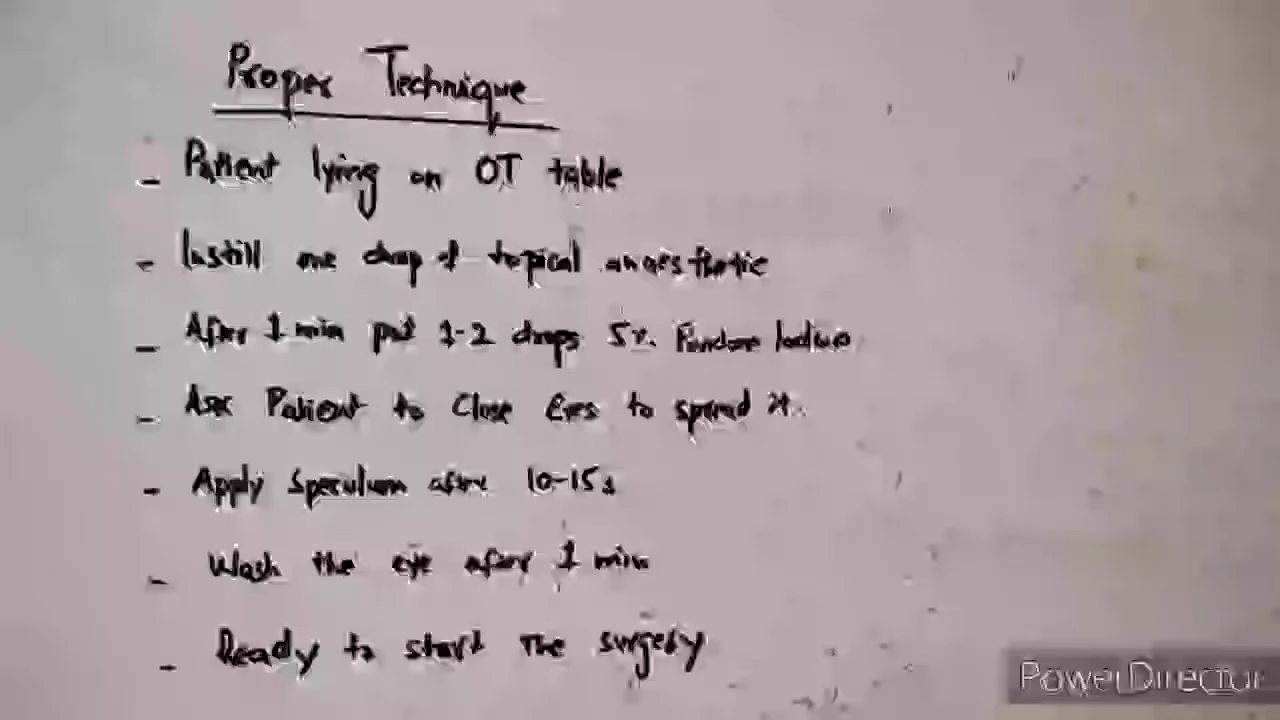 Proper Technique
- Patient lying on OT table
- Instill one drop of topical anaesthetic
- After 1 min put 1-2 drops 5%
- Ask Patient to Close Eyes to spread it.
- Apply Speculum after 10-15s
- Wash the eye after 1 min
- Ready to start the surgery
PowerDirector